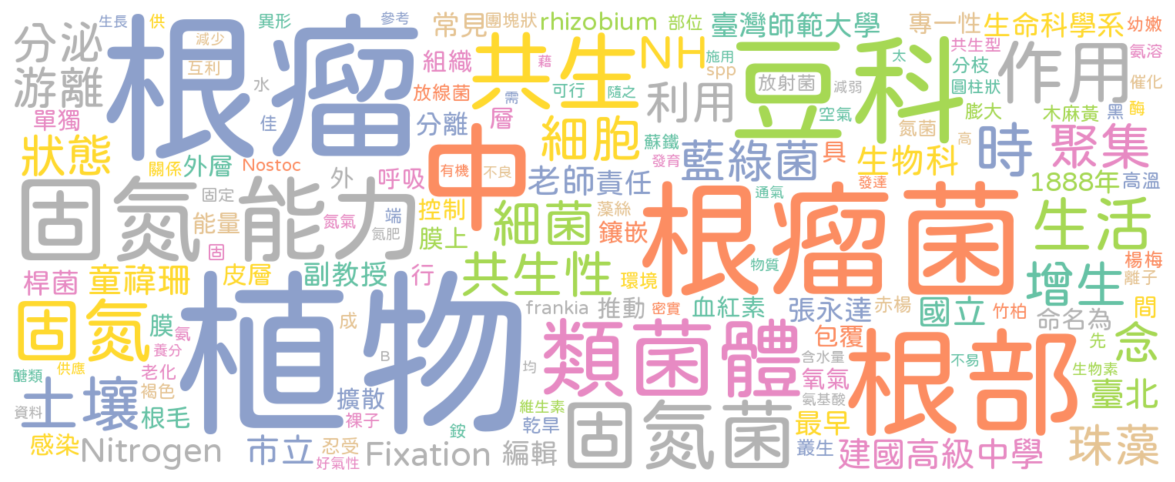 生長 供
異形
參考
常見
團塊狀
rhizobium
部位
臺灣師範大學
專一性
生命科學系
幼嫩
分泌
根瘤
減少
互利
共生
NH
豆科
作用
游離
水
佳
組織
放線菌
層
藉
可行
需
隨之
施用
spp
利用
放射菌
減弱
太
空氣
共生型
分枝
圓柱狀
氨溶
催化
單獨
狀態
關係
外層
Nostoc
中
有機
不良
分離
細胞
蘇鐵
發育
藍綠菌
具
氮菌
高
生物科
時
膨大
木麻黃
黑
酶
聚集
固氮能力
固定
能量
氮氣
固
外
端
氮肥
呼吸
控制
膜上
老師
責任
藻絲
鑲嵌
細菌
根瘤菌
通氣
發達
1888年
高溫
生活
桿菌
童禕珊
皮層
副教授
行
共生性
環境
物質
增生
楊梅
離子
固氮
膜
氨
養分
老化
植物
成
B
frankia
推動
密實
血紅素
張永達
赤楊
國立
竹柏
命名為
間
先
念
醣類
供應
褐色
資料
土壤
根毛
擴散
裸子
銨
均
維生素
乾旱
類菌體
包覆
含水量
氧氣
氨基酸
最早
根部
不易
生物素
臺北
感染
Nitrogen
市立
忍受
好氣性
Fixation
編輯
固氮菌
叢生
建國高級中學
珠藻